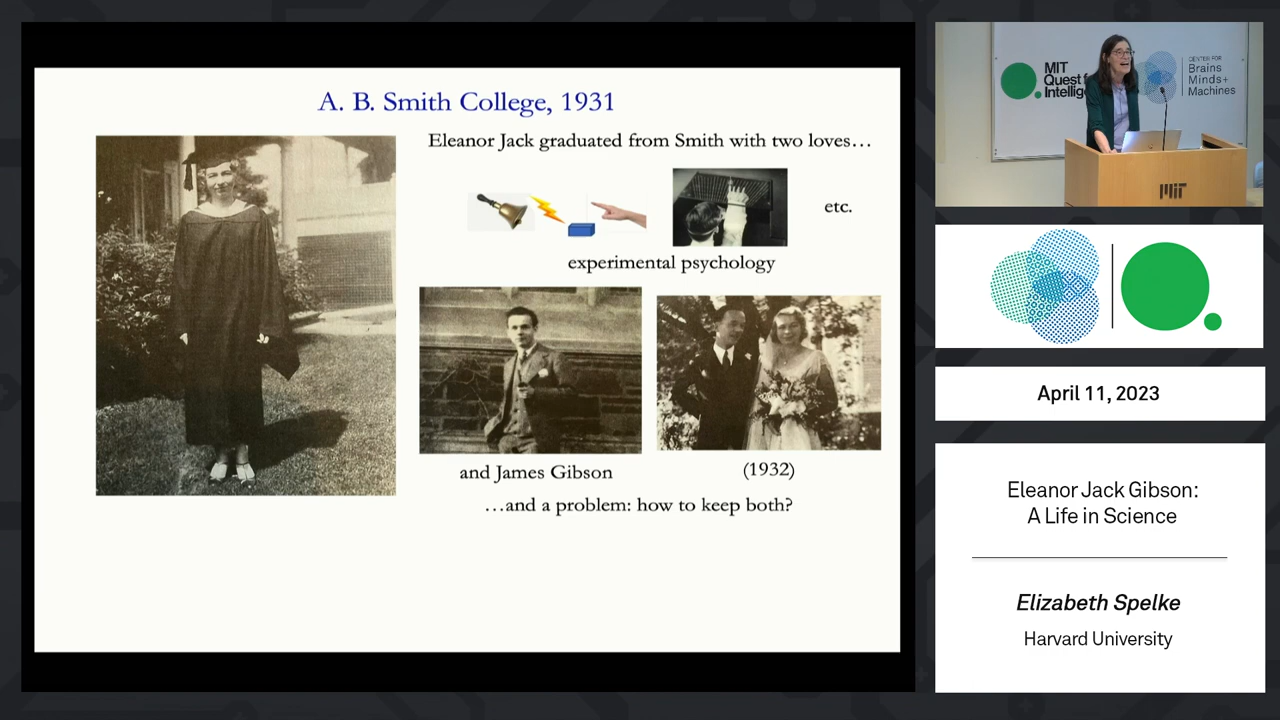 A. B. Smith College, 1931
Eleanor Jack graduated from Smith with two loves…
etc.
experimental psychology
and James Gibson
(1932)
…and a problem: how to keep both?
MIT
Quest f
Intellige
CENTER FOR
Brains
Minds+
Machines
MIT
April 11, 2023
Eleanor Jack Gibson:
A Life in Science
Elizabeth Spelke
Harvard University